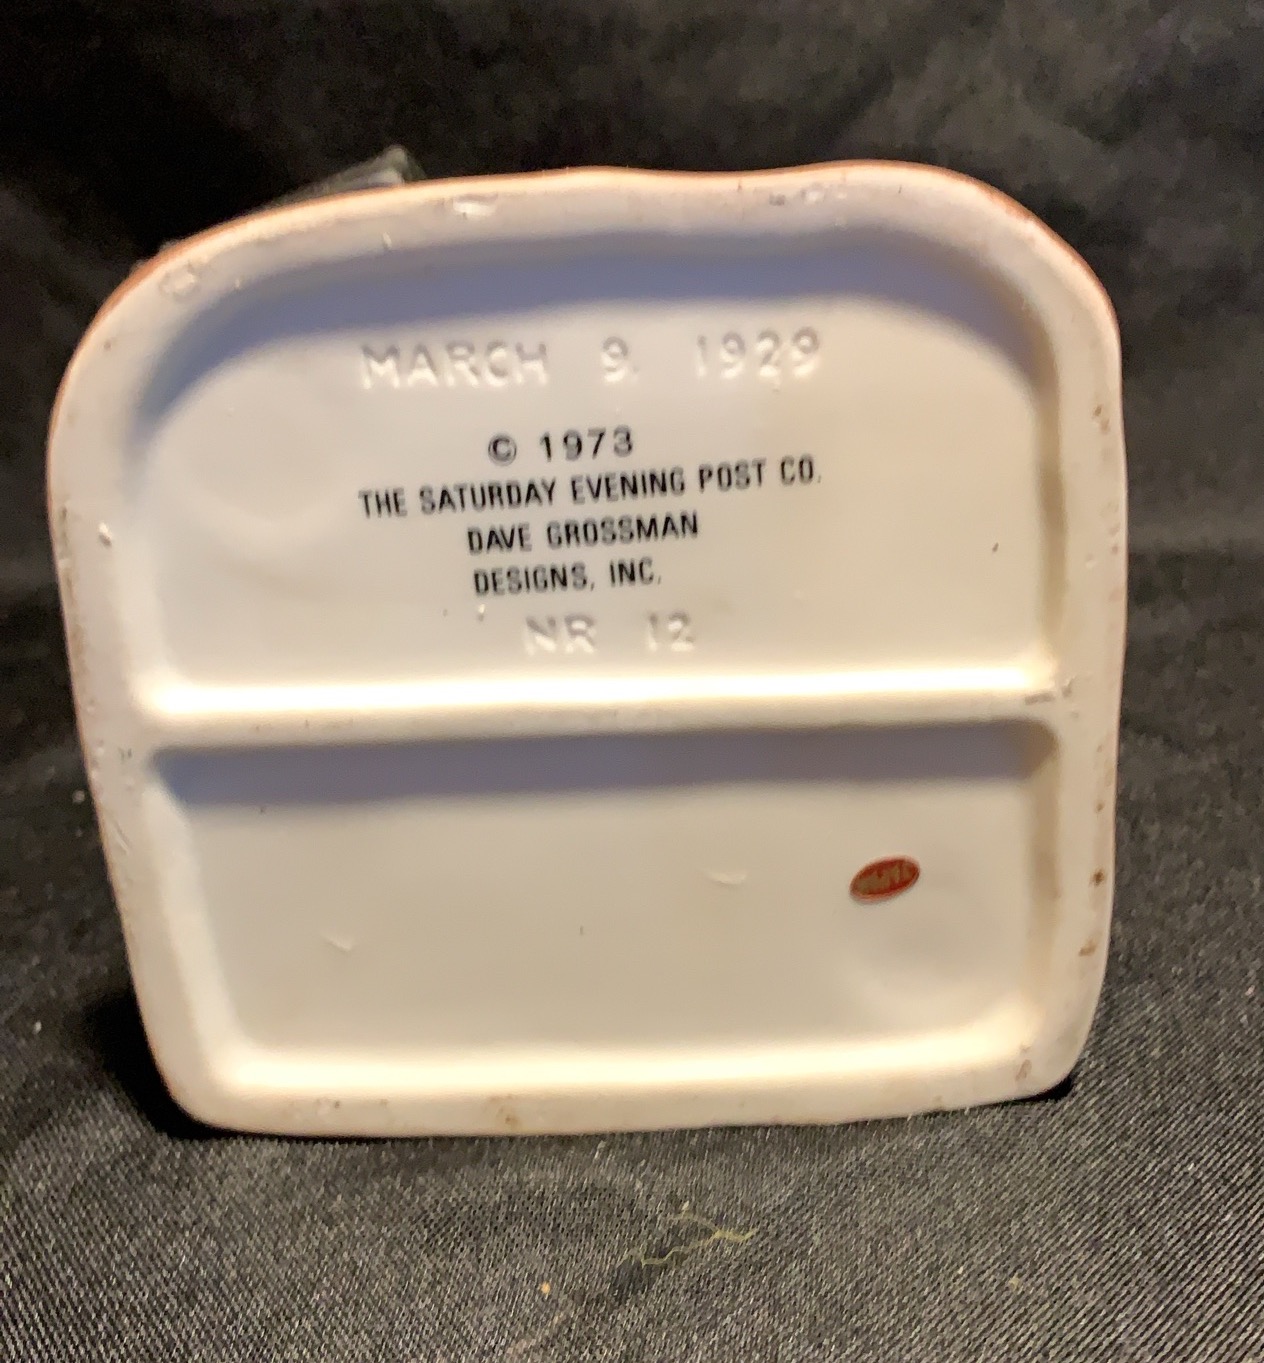 MARCH 9, 1929
© 1973
THE SATURDAY EVENING POST CO.
DAVE GROSSMAN
DESIGNS, INC.
NR 12